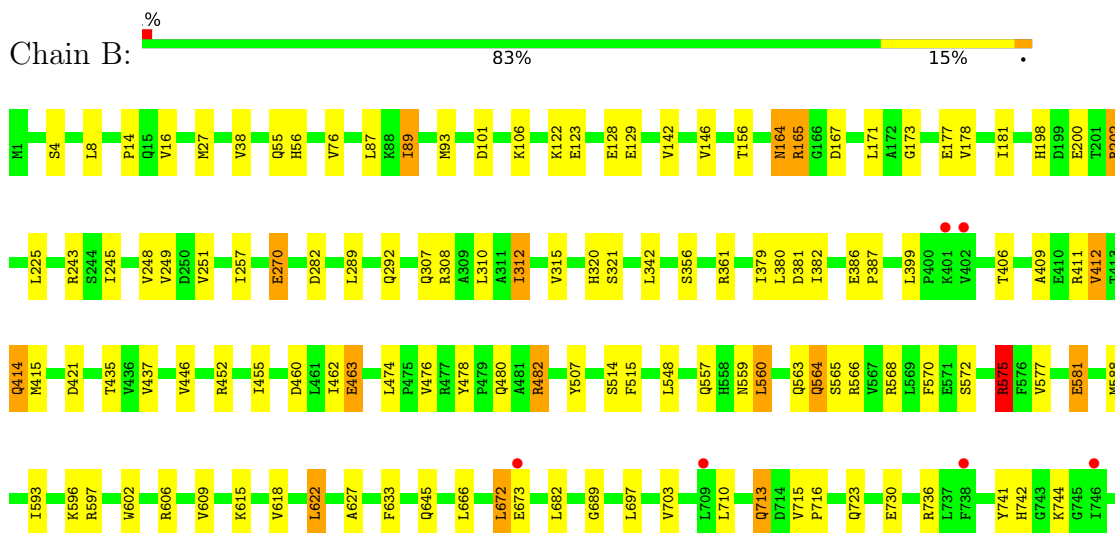 .%
Chain B:
83% 15% .
M1 S4 L8 P14 Q15 V16 M27 V38 Q55 H56 V76 L87 K88 I89 M93 D101 K106 K122 E123 E128 E129 V142 V146 T156 N164 R165 G166 D167 L171 A172 G173 E177 V178 I181 H198 D199 E200 T201
L225 R243 S244 I245 V248 V249 D250 V251 I257 E270 D282 L289 Q292 Q307 R308 A309 L310 A311 I312 V315 H320 S321 L342 S356 R361 I379 L380 D381 I382 E386 P387 L399 P400 K401 V402 T406 A409 E410 R411 V412 T413
Q414 M415 D421 T435 V436 V437 V446 R452 I455 D460 L461 I462 E463 L474 P475 V476 R477 Y478 P479 Q480 A481 R482 Y507 S514 F515 L548 Q557 H558 N559 L560 Q563 Q564 S565 R566 V567 R568 L569 F570 E571 S572 R575 F576 V577 E581 M588
I593 K596 R597 W602 R606 V609 K615 V618 L622 A627 F633 Q645 L666 L672 E673 L682 G689 L697 V703 L709 L710 Q713 D714 V715 P716 Q723 E730 R736 L737 F738 Y741 H742 G743 K744 G745 I746